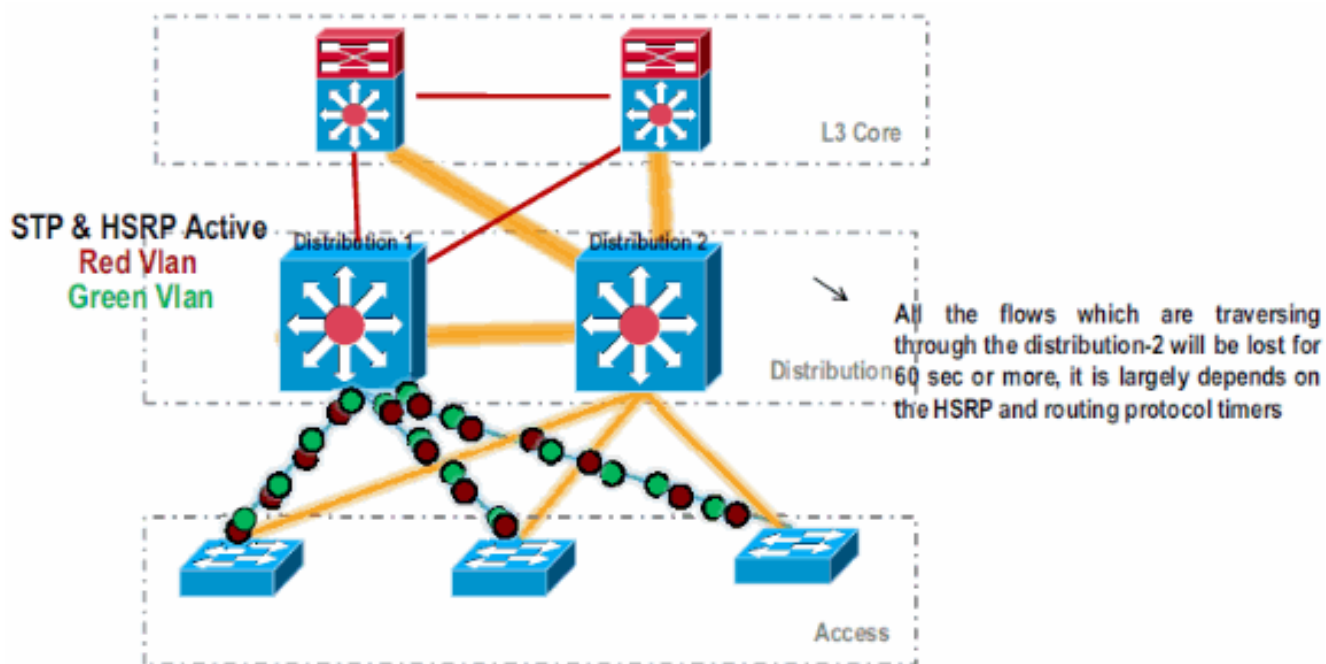 L3 Core
STP & HSRP Active
Red Vlan
Green Vlan
Distribution 1
Distribution 2
All the flows which are traversing
through the distribution-2 will be lost for
60 sec or more, it is largely depends on
the HSRP and routing protocol timers
Distribution
Access